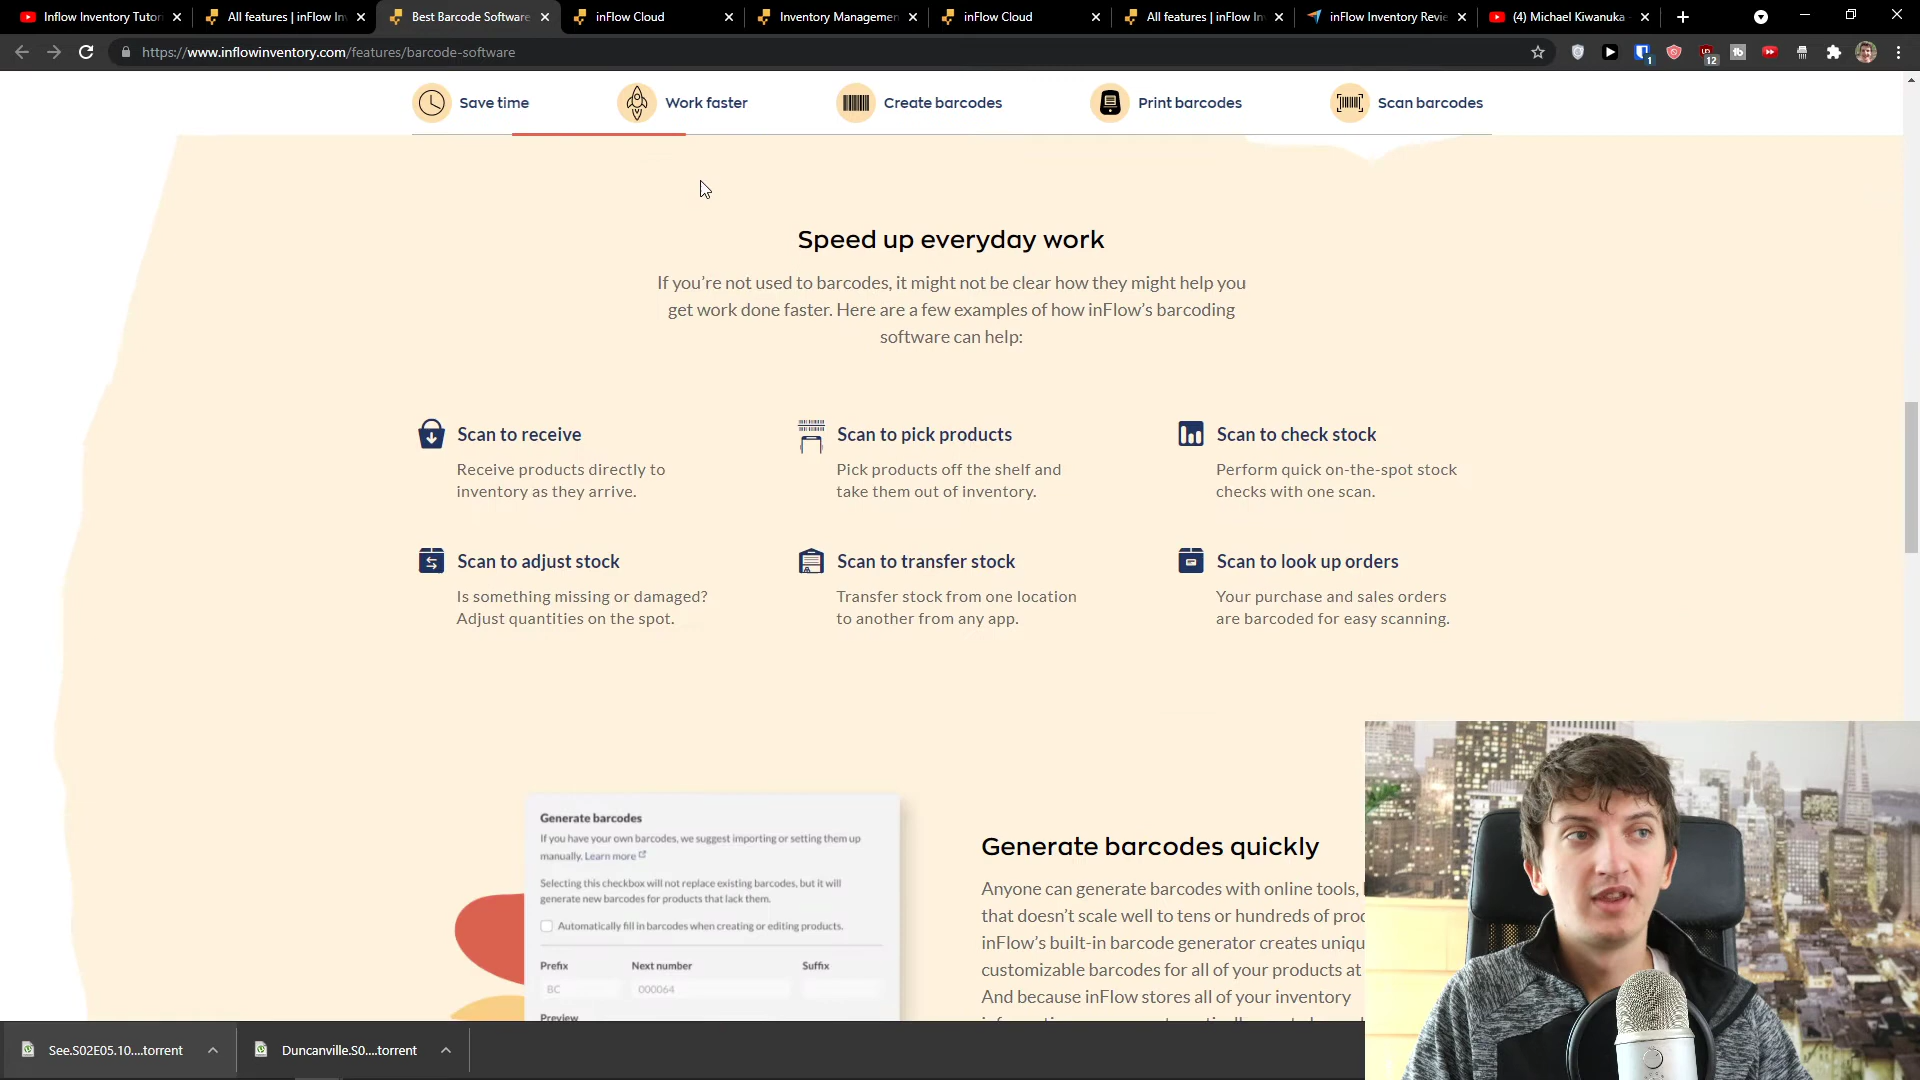 Inflow Inventory Tutor
All features | inFlow In
Best Barcode Software
inFlow Cloud
Inventory Managemen
inFlow Cloud
All features | inFlow In
inFlow Inventory Revie
(4) Michael Kiwanuka
https://www.inflowinventory.com/features/barcode-software
1
12
Save time
Work faster
Create barcodes
Print barcodes
Scan barcodes
Speed up everyday work
If you're not used to barcodes, it might not be clear how they might help you
get work done faster. Here are a few examples of how inFlow's barcoding
software can help:
Scan to receive
Receive products directly to
inventory as they arrive.
Scan to pick products
Pick products off the shelf and
take them out of inventory.
Scan to check stock
Perform quick on-the-spot stock
checks with one scan.
Scan to adjust stock
Is something missing or damaged?
Adjust quantities on the spot.
Scan to transfer stock
Transfer stock from one location
to another from any app.
Scan to look up orders
Your purchase and sales orders
are barcoded for easy scanning.
Generate barcodes
If you have your own barcodes, we suggest importing or setting them up
manually. Learn more
Selecting this checkbox will not replace existing barcodes, but it will
generate new barcodes for products that lack them.
Automatically fill in barcodes when creating or editing products.
Prefix Next number Suffix
BC 000064
Preview
Generate barcodes quickly
Anyone can generate barcodes with online tools,
that doesn't scale well to tens or hundreds of prod
inFlow's built-in barcode generator creates uniqu
customizable barcodes for all of your products at
And because inFlow stores all of your inventory
See.S02E05.10....torrent
Duncanville.S0....torrent